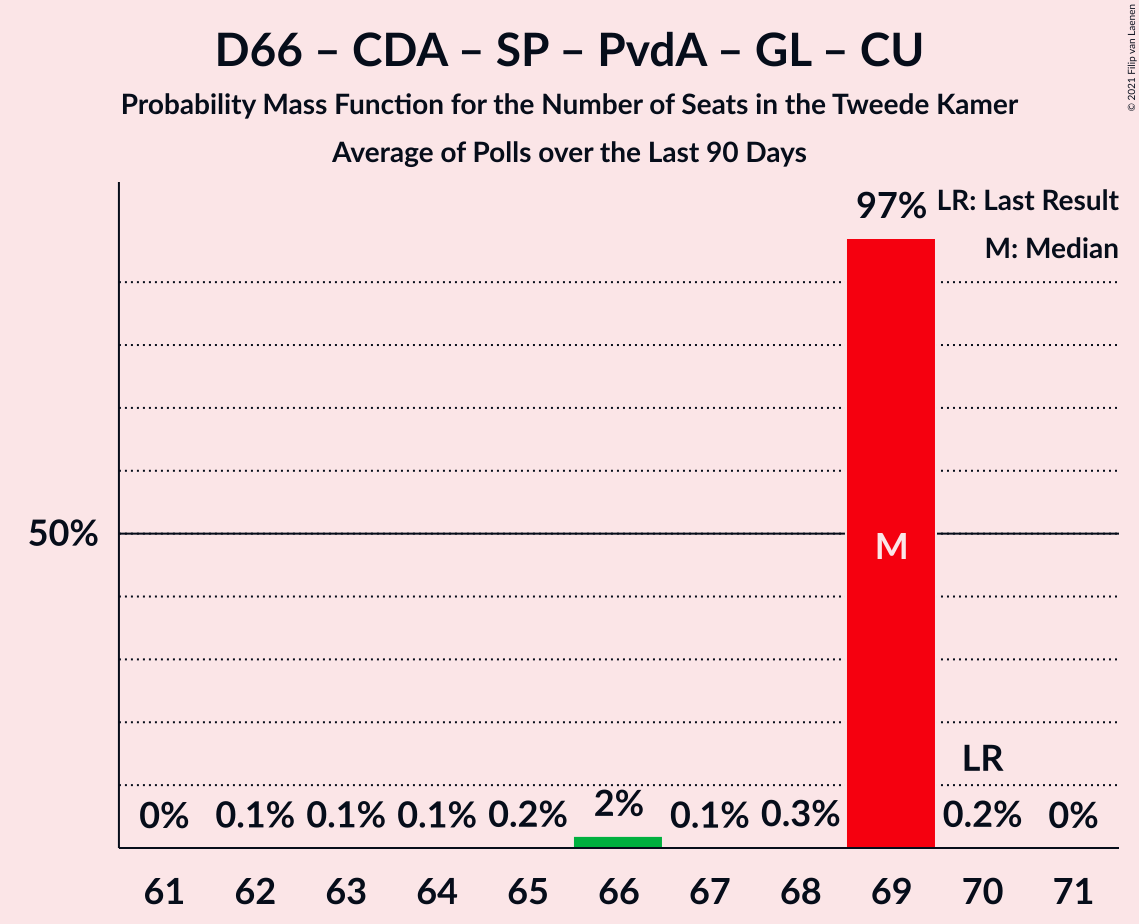 D66 – CDA – SP – PvdA – GL – CU
Probability Mass Function for the Number of Seats in the Tweede Kamer
Average of Polls over the Last 90 Days
© 2021 Filip van Laenen
97%
LR: Last Result
M: Median
50%
M
LR
0% 0.1% 0.1% 0.1% 0.2% 2% 0.1% 0.3% 0.2% 0%
61 62 63 64 65 66 67 68 69 70 71